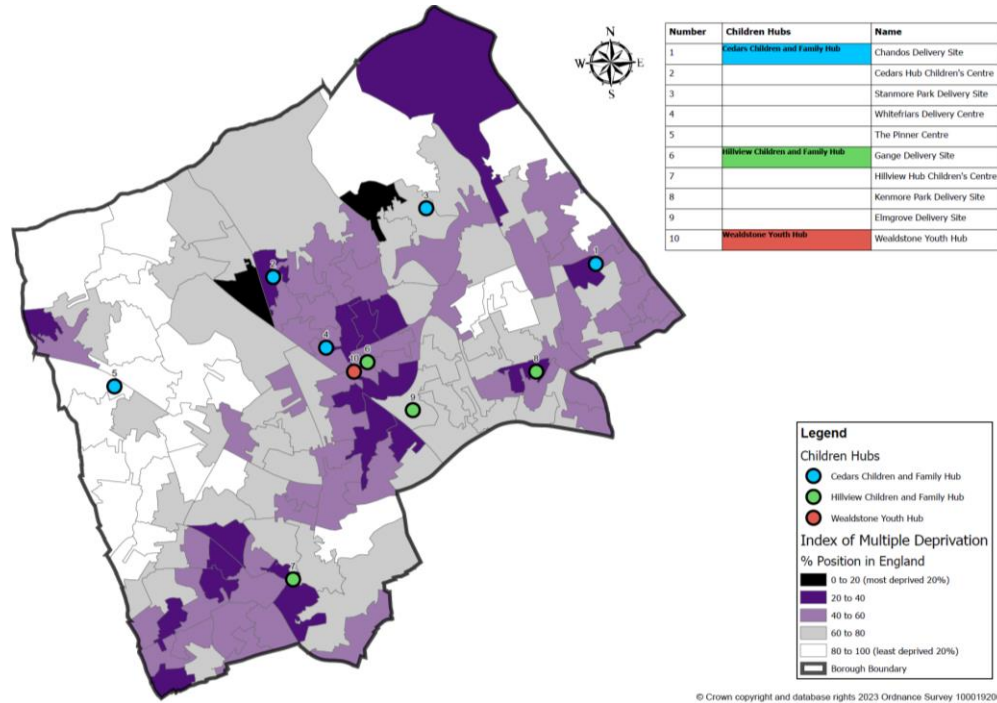 N
W E
S
Number Children Hubs Name
1 Cedars Children and Family Hub Chandos Delivery Site
2 Cedars Hub Children's Centre
3 Stanmore Park Delivery Site
4 Whitefriars Delivery Centre
5 The Pinner Centre
6 Hillview Children and Family Hub Gange Delivery Site
7 Hillview Hub Children's Centre
8 Kenmore Park Delivery Site
9 Elmgrove Delivery Site
10 Wealdstone Youth Hub Wealdstone Youth Hub
3
1
2
4
6
10
8
5
9
7
Legend
Children Hubs
Cedars Children and Family Hub
Hillview Children and Family Hub
Wealdstone Youth Hub
Index of Multiple Deprivation
% Position in England
0 to 20 (most deprived 20%)
20 to 40
40 to 60
60 to 80
80 to 100 (least deprived 20%)
Borough Boundary
© Crown copyright and database rights 2023 Ordnance Survey 10001920